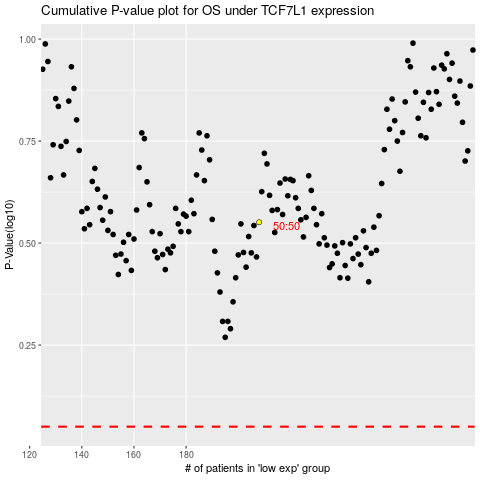 Cumulative P-value plot for OS under TCF7L1 expression
1.00
0.75
0.50
0.25
P-Value(log10)
50:50
120 140 160 180
# of patients in 'low exp' group